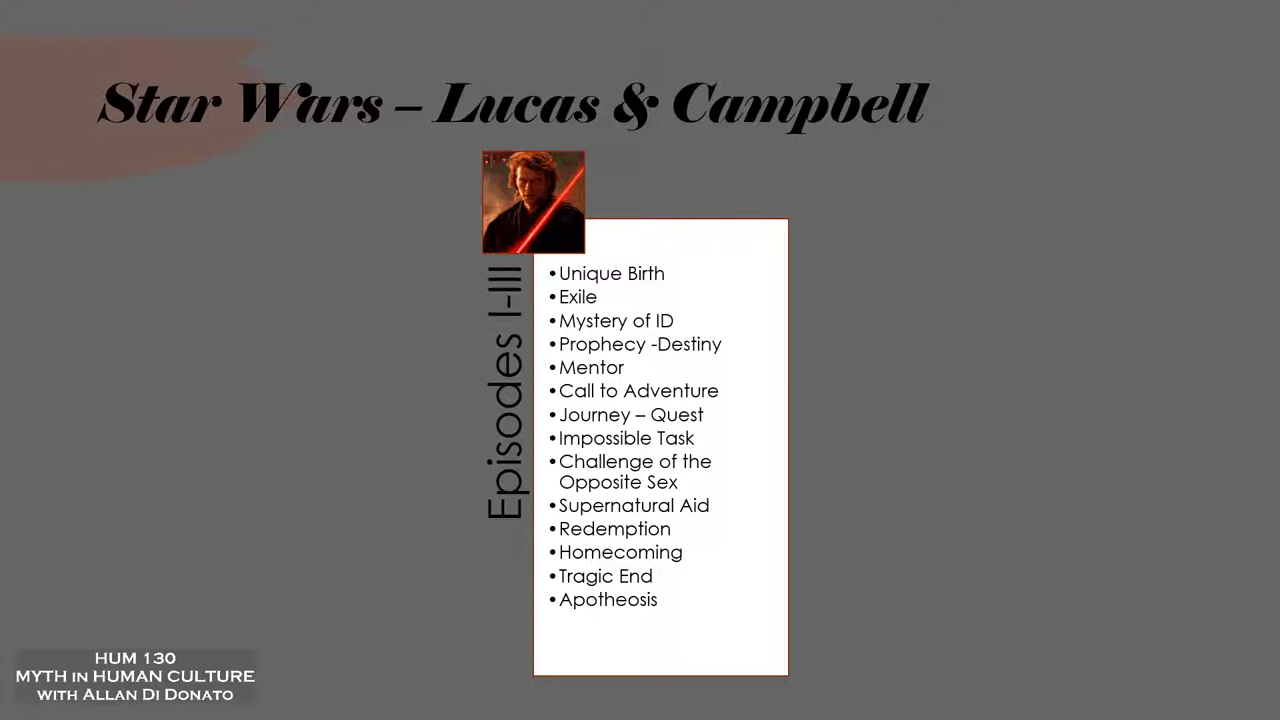 Star Wars – Lucas & Campbell
Episodes I-III
•Unique Birth
•Exile
•Mystery of ID
•Prophecy -Destiny
•Mentor
•Call to Adventure
•Journey – Quest
•Impossible Task
•Challenge of the
Opposite Sex
•Supernatural Aid
•Redemption
•Homecoming
•Tragic End
•Apotheosis
HUM 130
MYTH in HUMAN CULTURE
WITH ALLAN DI DONATO